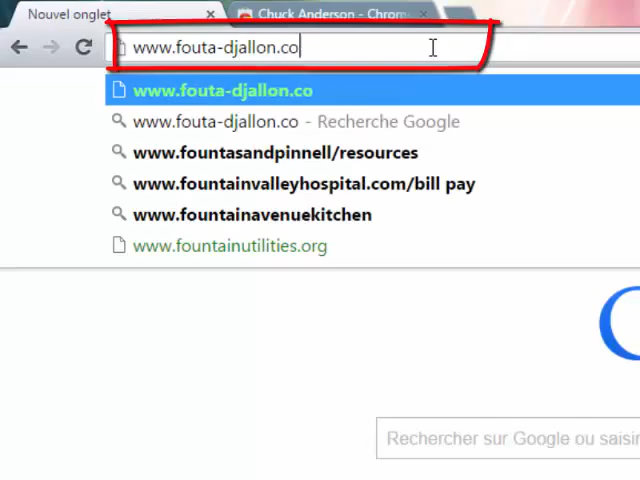 Nouvel onglet
Chuck Anderson - Chrom
www.fouta-djallon.co
www.fouta-djallon.co
www.fouta-djallon.co - Recherche Google
www.fountasandpinnell/resources
www.fountainvalleyhospital.com/bill pay
www.fountainavenuekitchen
www.fountainutilities.org
Rechercher sur Google ou saisir